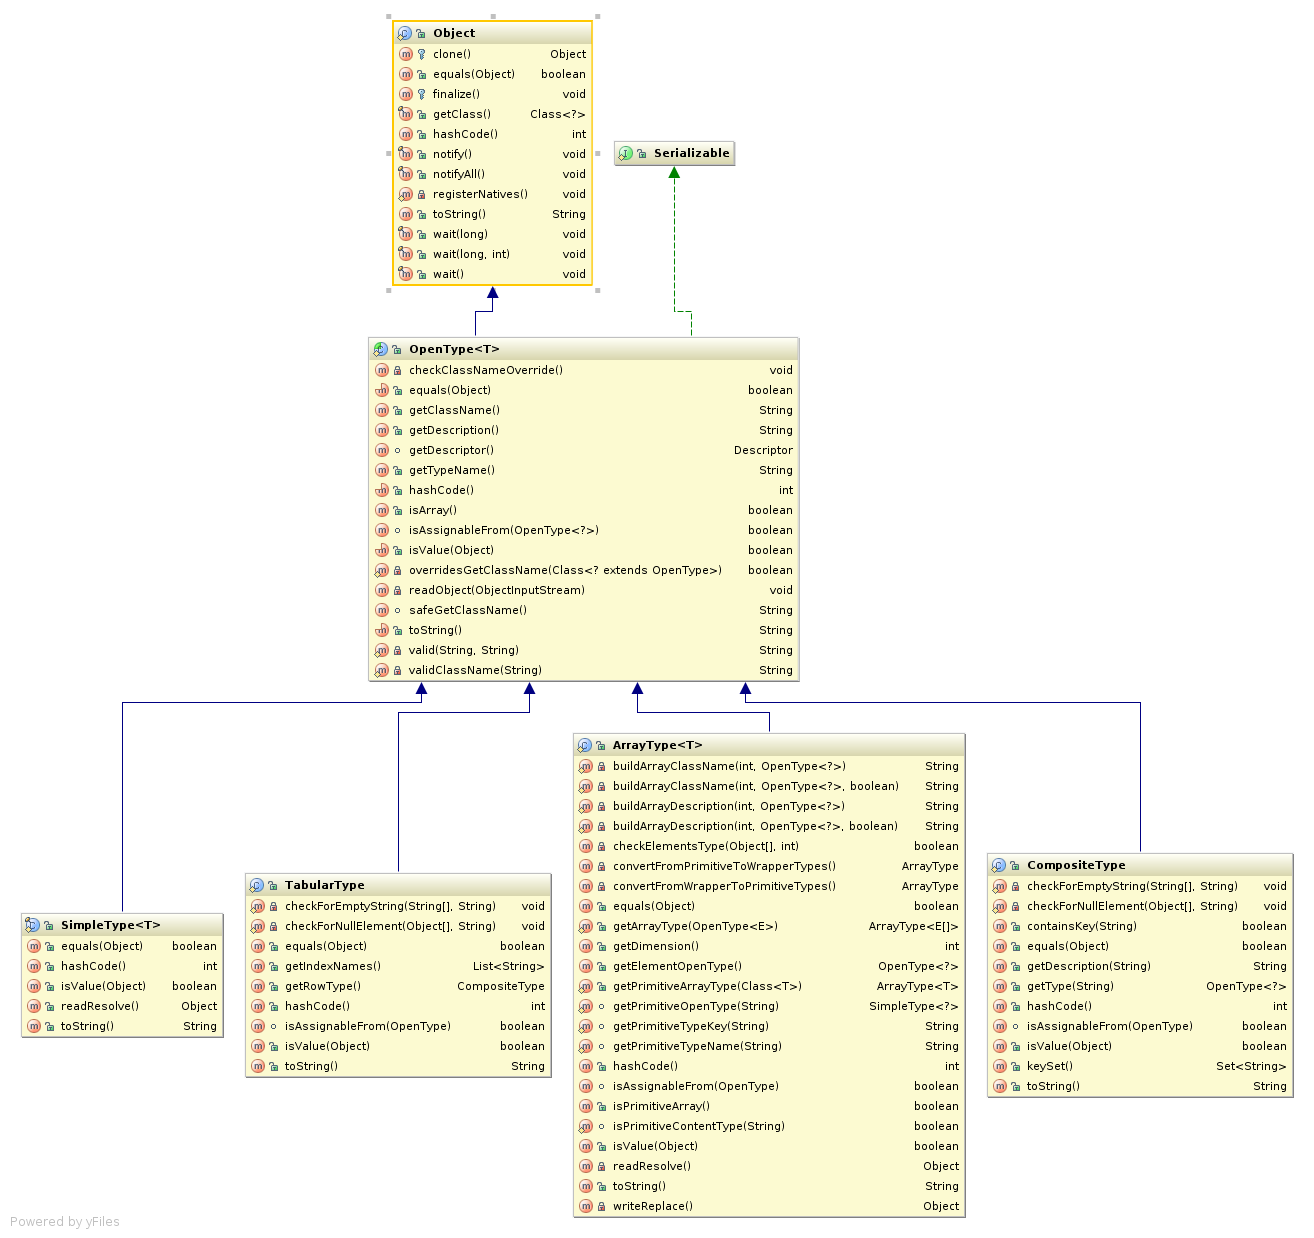 Object
clone() Object
equals(Object) boolean
finalize() void
getClass() Class<?>
hashCode() int
notify() void
notifyAll() void
registerNatives() void
toString() String
wait(long) void
wait(long, int) void
wait() void
Serializable
OpenType<T>
checkClassNameOverride() void
equals(Object) boolean
getClassName() String
getDescription() String
getDescriptor() Descriptor
getTypeName() String
hashCode() int
isArray() boolean
isAssignableFrom(OpenType<?>) boolean
isValue(Object) boolean
overridesGetClassName(Class<? extends OpenType>) boolean
readObject(ObjectInputStream) void
safeGetClassName() String
toString() String
valid(String, String) String
validClassName(String) String
SimpleType<T>
equals(Object) boolean
hashCode() int
isValue(Object) boolean
readResolve() Object
toString() String
TabularType
checkForEmptyString(String[], String) void
checkForNullElement(Object[], String) void
equals(Object) boolean
getIndexNames() List<String>
getRowType() CompositeType
hashCode() int
isAssignableFrom(OpenType) boolean
isValue(Object) boolean
toString() String
ArrayType<T>
buildArrayClassName(int, OpenType<?>) String
buildArrayClassName(int, OpenType<?>, boolean) String
buildArrayDescription(int, OpenType<?>) String
buildArrayDescription(int, OpenType<?>, boolean) String
checkElementsType(Object[], int) boolean
convertFromPrimitiveToWrapperTypes() ArrayType
convertFromWrapperToPrimitiveTypes() ArrayType
equals(Object) boolean
getArrayType(OpenType<E>) ArrayType<E[]>
getDimension() int
getElementOpenType() OpenType<?>
getPrimitiveArrayType(Class<T>) ArrayType<T>
getPrimitiveOpenType(String) SimpleType<?>
getPrimitiveTypeKey(String) String
getPrimitiveTypeName(String) String
hashCode() int
isAssignableFrom(OpenType) boolean
isPrimitiveArray() boolean
isPrimitiveContentType(String) boolean
isValue(Object) boolean
readResolve() Object
toString() String
writeReplace() Object
CompositeType
checkForEmptyString(String[], String) void
checkForNullElement(Object[], String) void
containsKey(String) boolean
equals(Object) boolean
getDescription(String) String
getType(String) OpenType<?>
hashCode() int
isAssignableFrom(OpenType) boolean
isValue(Object) boolean
keySet() Set<String>
toString() String
Powered by yFiles